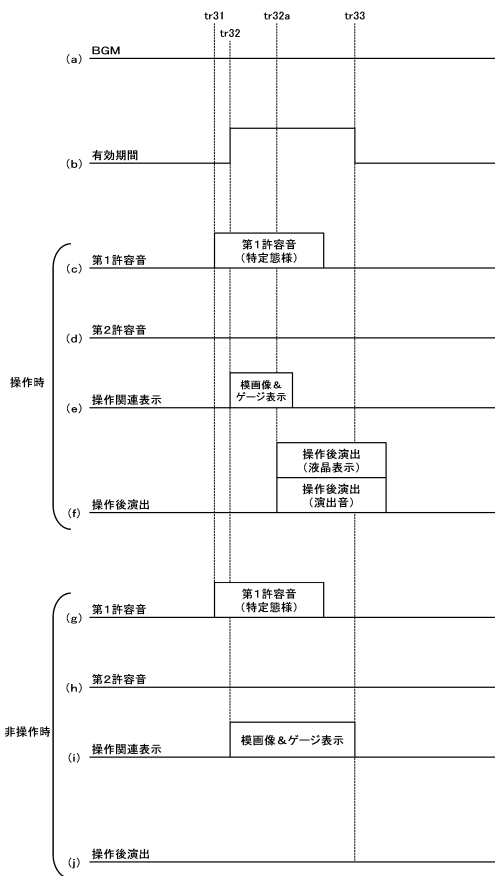 tr31
tr32
tr32a
tr33
(a) BGM
(b) 有効期間
操作時
(c) 第1許容音
第1許容音
(特定態様)
(d) 第2許容音
(e) 操作関連表示
模画像&
ゲージ表示
(f) 操作後演出
操作後演出
(液晶表示)
操作後演出
(演出音)
非操作時
(g) 第1許容音
第1許容音
(特定態様)
(h) 第2許容音
(i) 操作関連表示
模画像&ゲージ表示
(j) 操作後演出